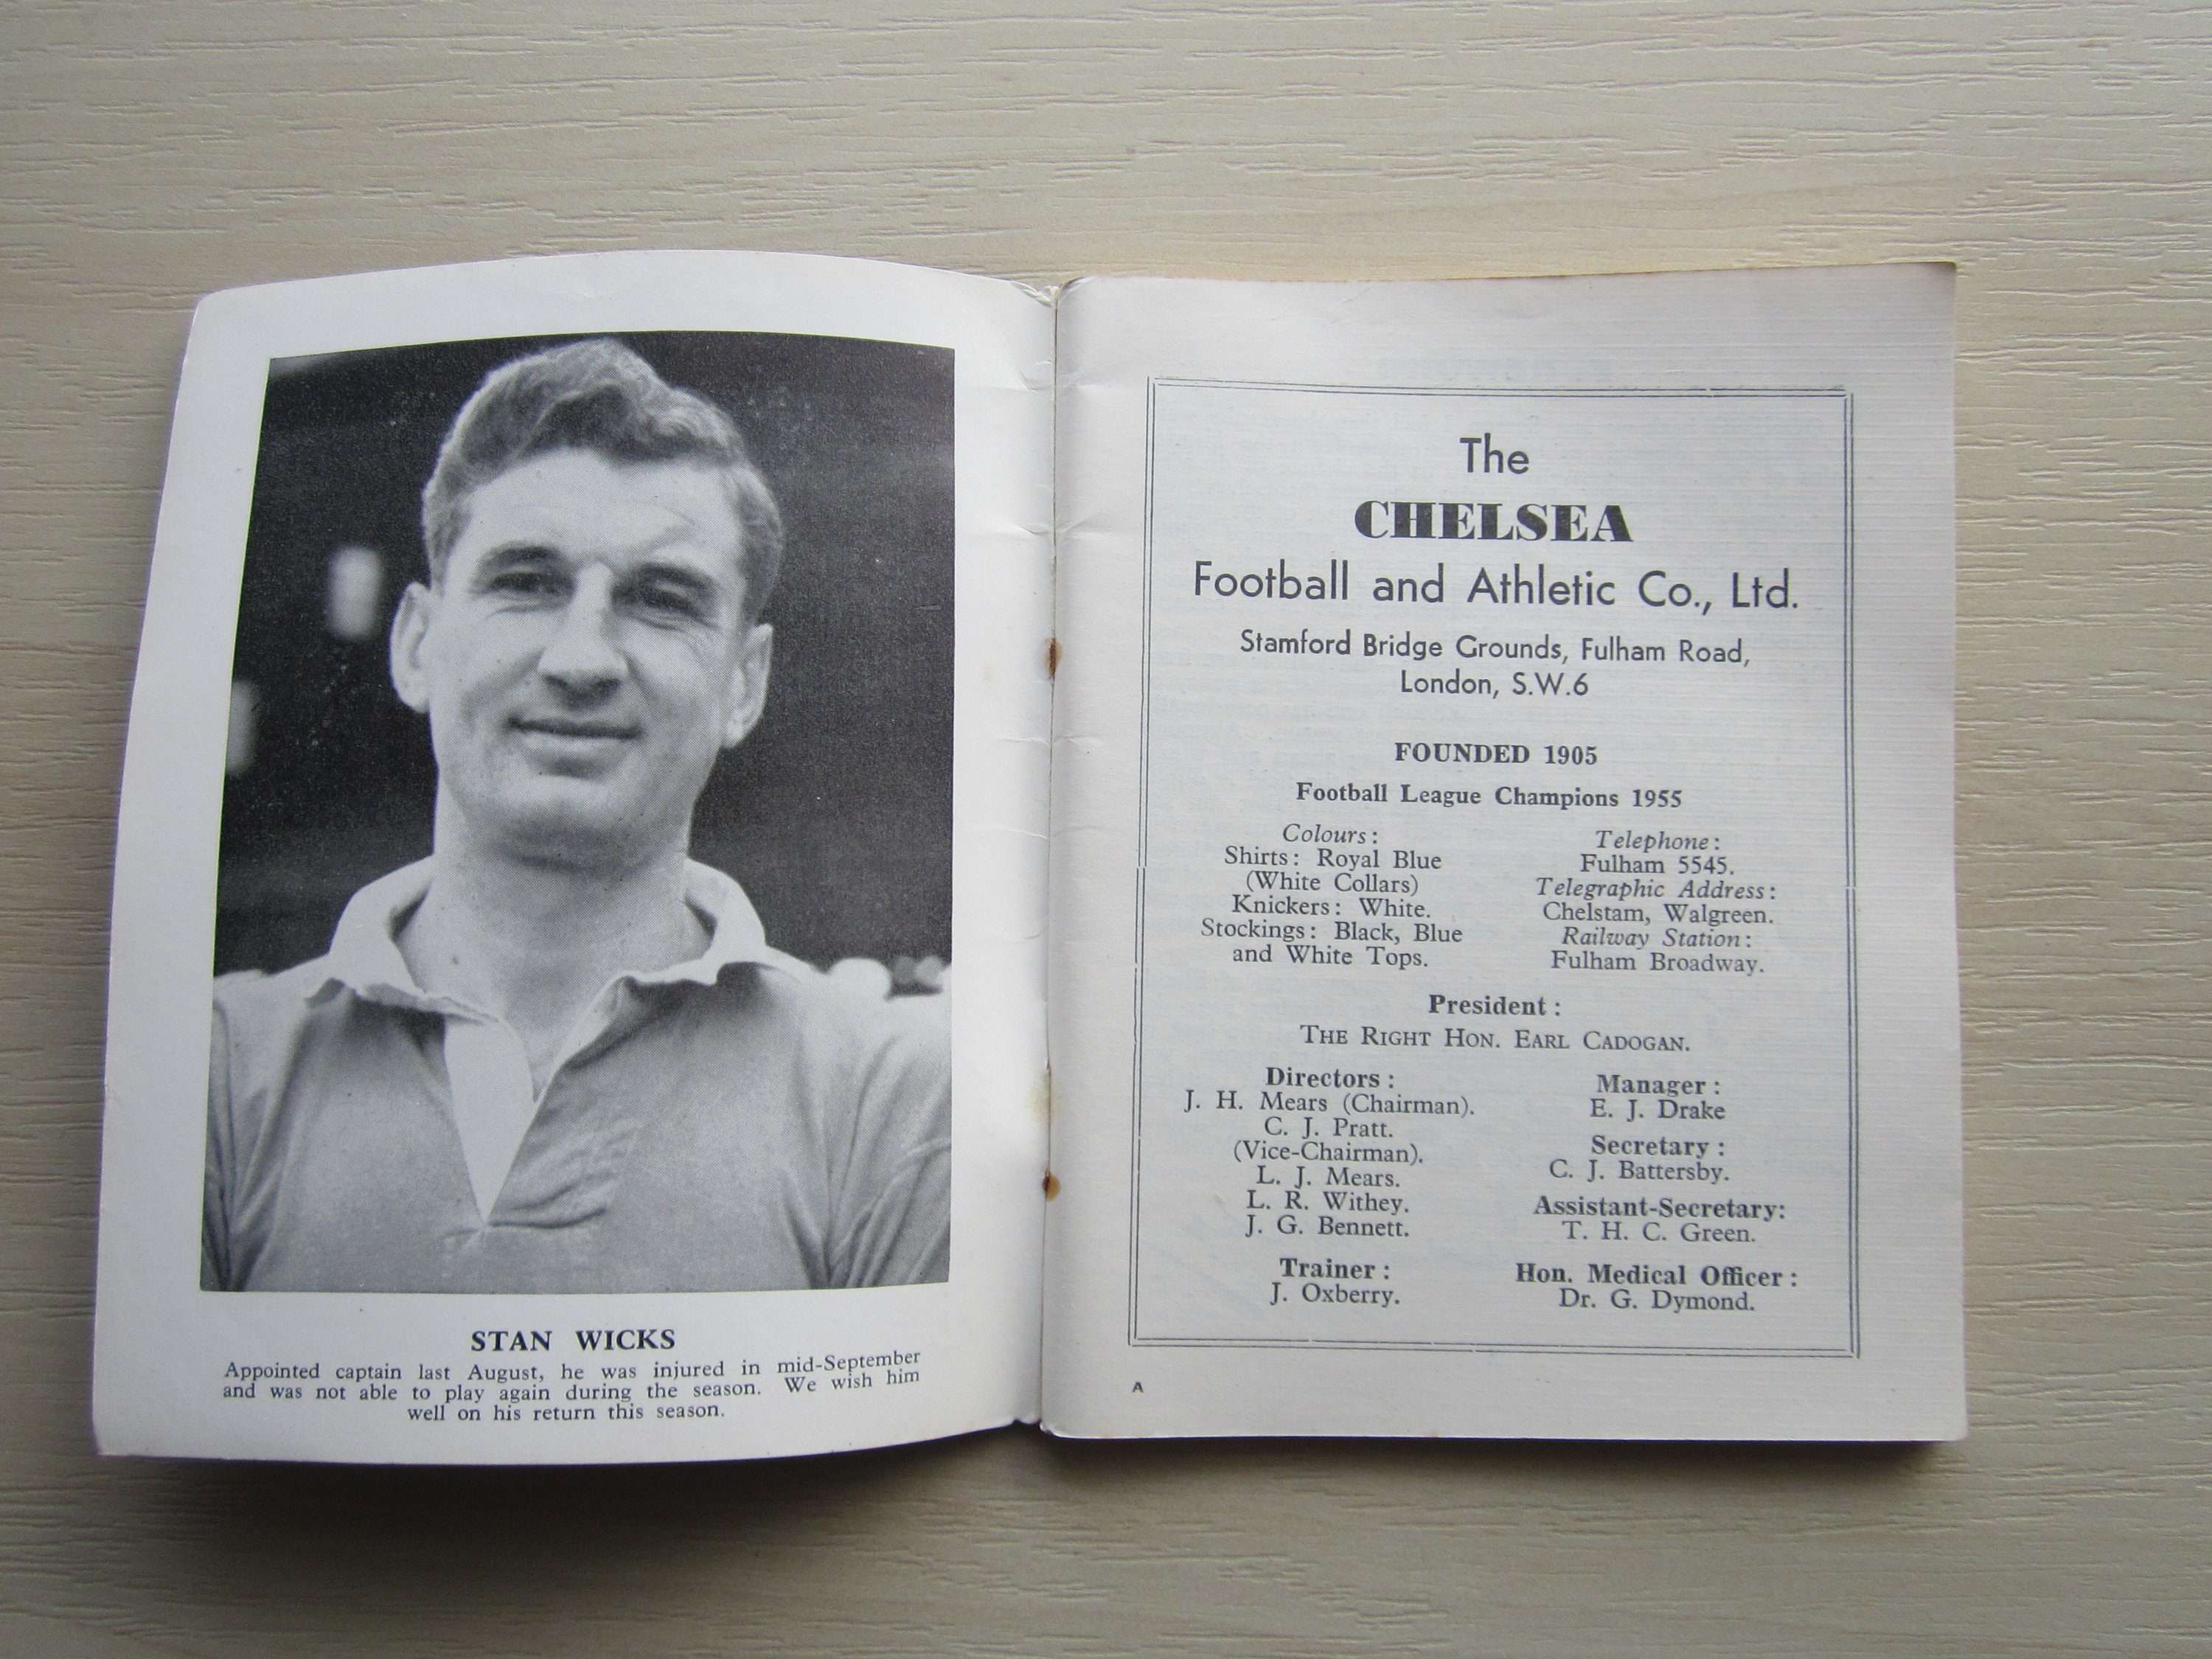 STAN WICKS
Appointed captain last August, he was injured in mid-September
and was not able to play again during the season. We wish him
well on his return this season.
The
CHELSEA
Football and Athletic Co., Ltd.
Stamford Bridge Grounds, Fulham Road,
London, S.W.6
FOUNDED 1905
Football League Champions 1955
Colours:
Shirts: Royal Blue
(White Collars)
Knickers: White.
Stockings: Black, Blue
and White Tops.
Telephone:
Fulham 5545.
Telegraphic Address:
Chelstam, Walgreen.
Railway Station:
Fulham Broadway.
President:
THE RIGHT HON. EARL CADOGAN.
Directors:
J. H. Mears (Chairman).
C. J. Pratt.
(Vice-Chairman).
L. J. Mears.
L. R. Withey.
J. G. Bennett.
Manager:
E. J. Drake
Secretary:
C. J. Battersby.
Assistant-Secretary:
T. H. C. Green.
Trainer:
J. Oxberry.
Hon. Medical Officer:
Dr. G. Dymond.
A